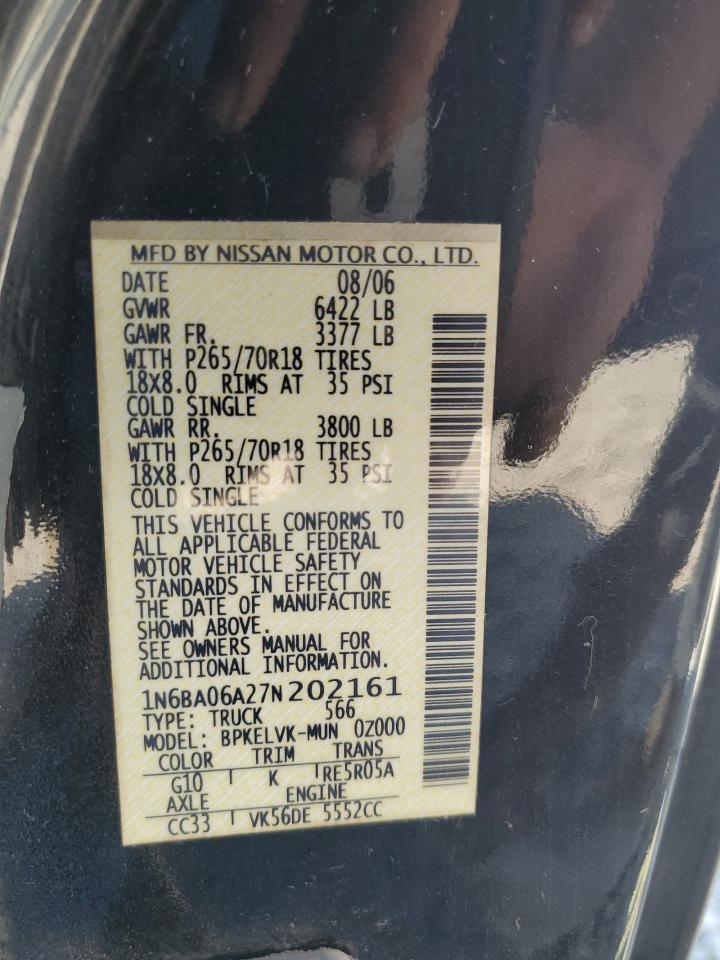 MFD BY NISSAN MOTOR CO., LTD.
DATE 08/06
GVWR 6422 LB
GAWR FR. 3377 LB
WITH P265/70R18 TIRES
18X8.0 RIMS AT 35 PSI
COLD SINGLE
GAWR RR. 3800 LB
WITH P265/70R18 TIRES
18X8.0 RIMS AT 35 PSI
COLD SINGLE
THIS VEHICLE CONFORMS TO
ALL APPLICABLE FEDERAL
MOTOR VEHICLE SAFETY
STANDARDS IN EFFECT ON
THE DATE OF MANUFACTURE
SHOWN ABOVE.
SEE OWNERS MANUAL FOR
ADDITIONAL INFORMATION.
1N6BA06A27N202161
TYPE: TRUCK 566
MODEL: BPKELVK-MUN 0Z000
COLOR TRIM TRANS
G10 K RE5R05A
AXLE ENGINE
CC33 VK56DE 5552CC